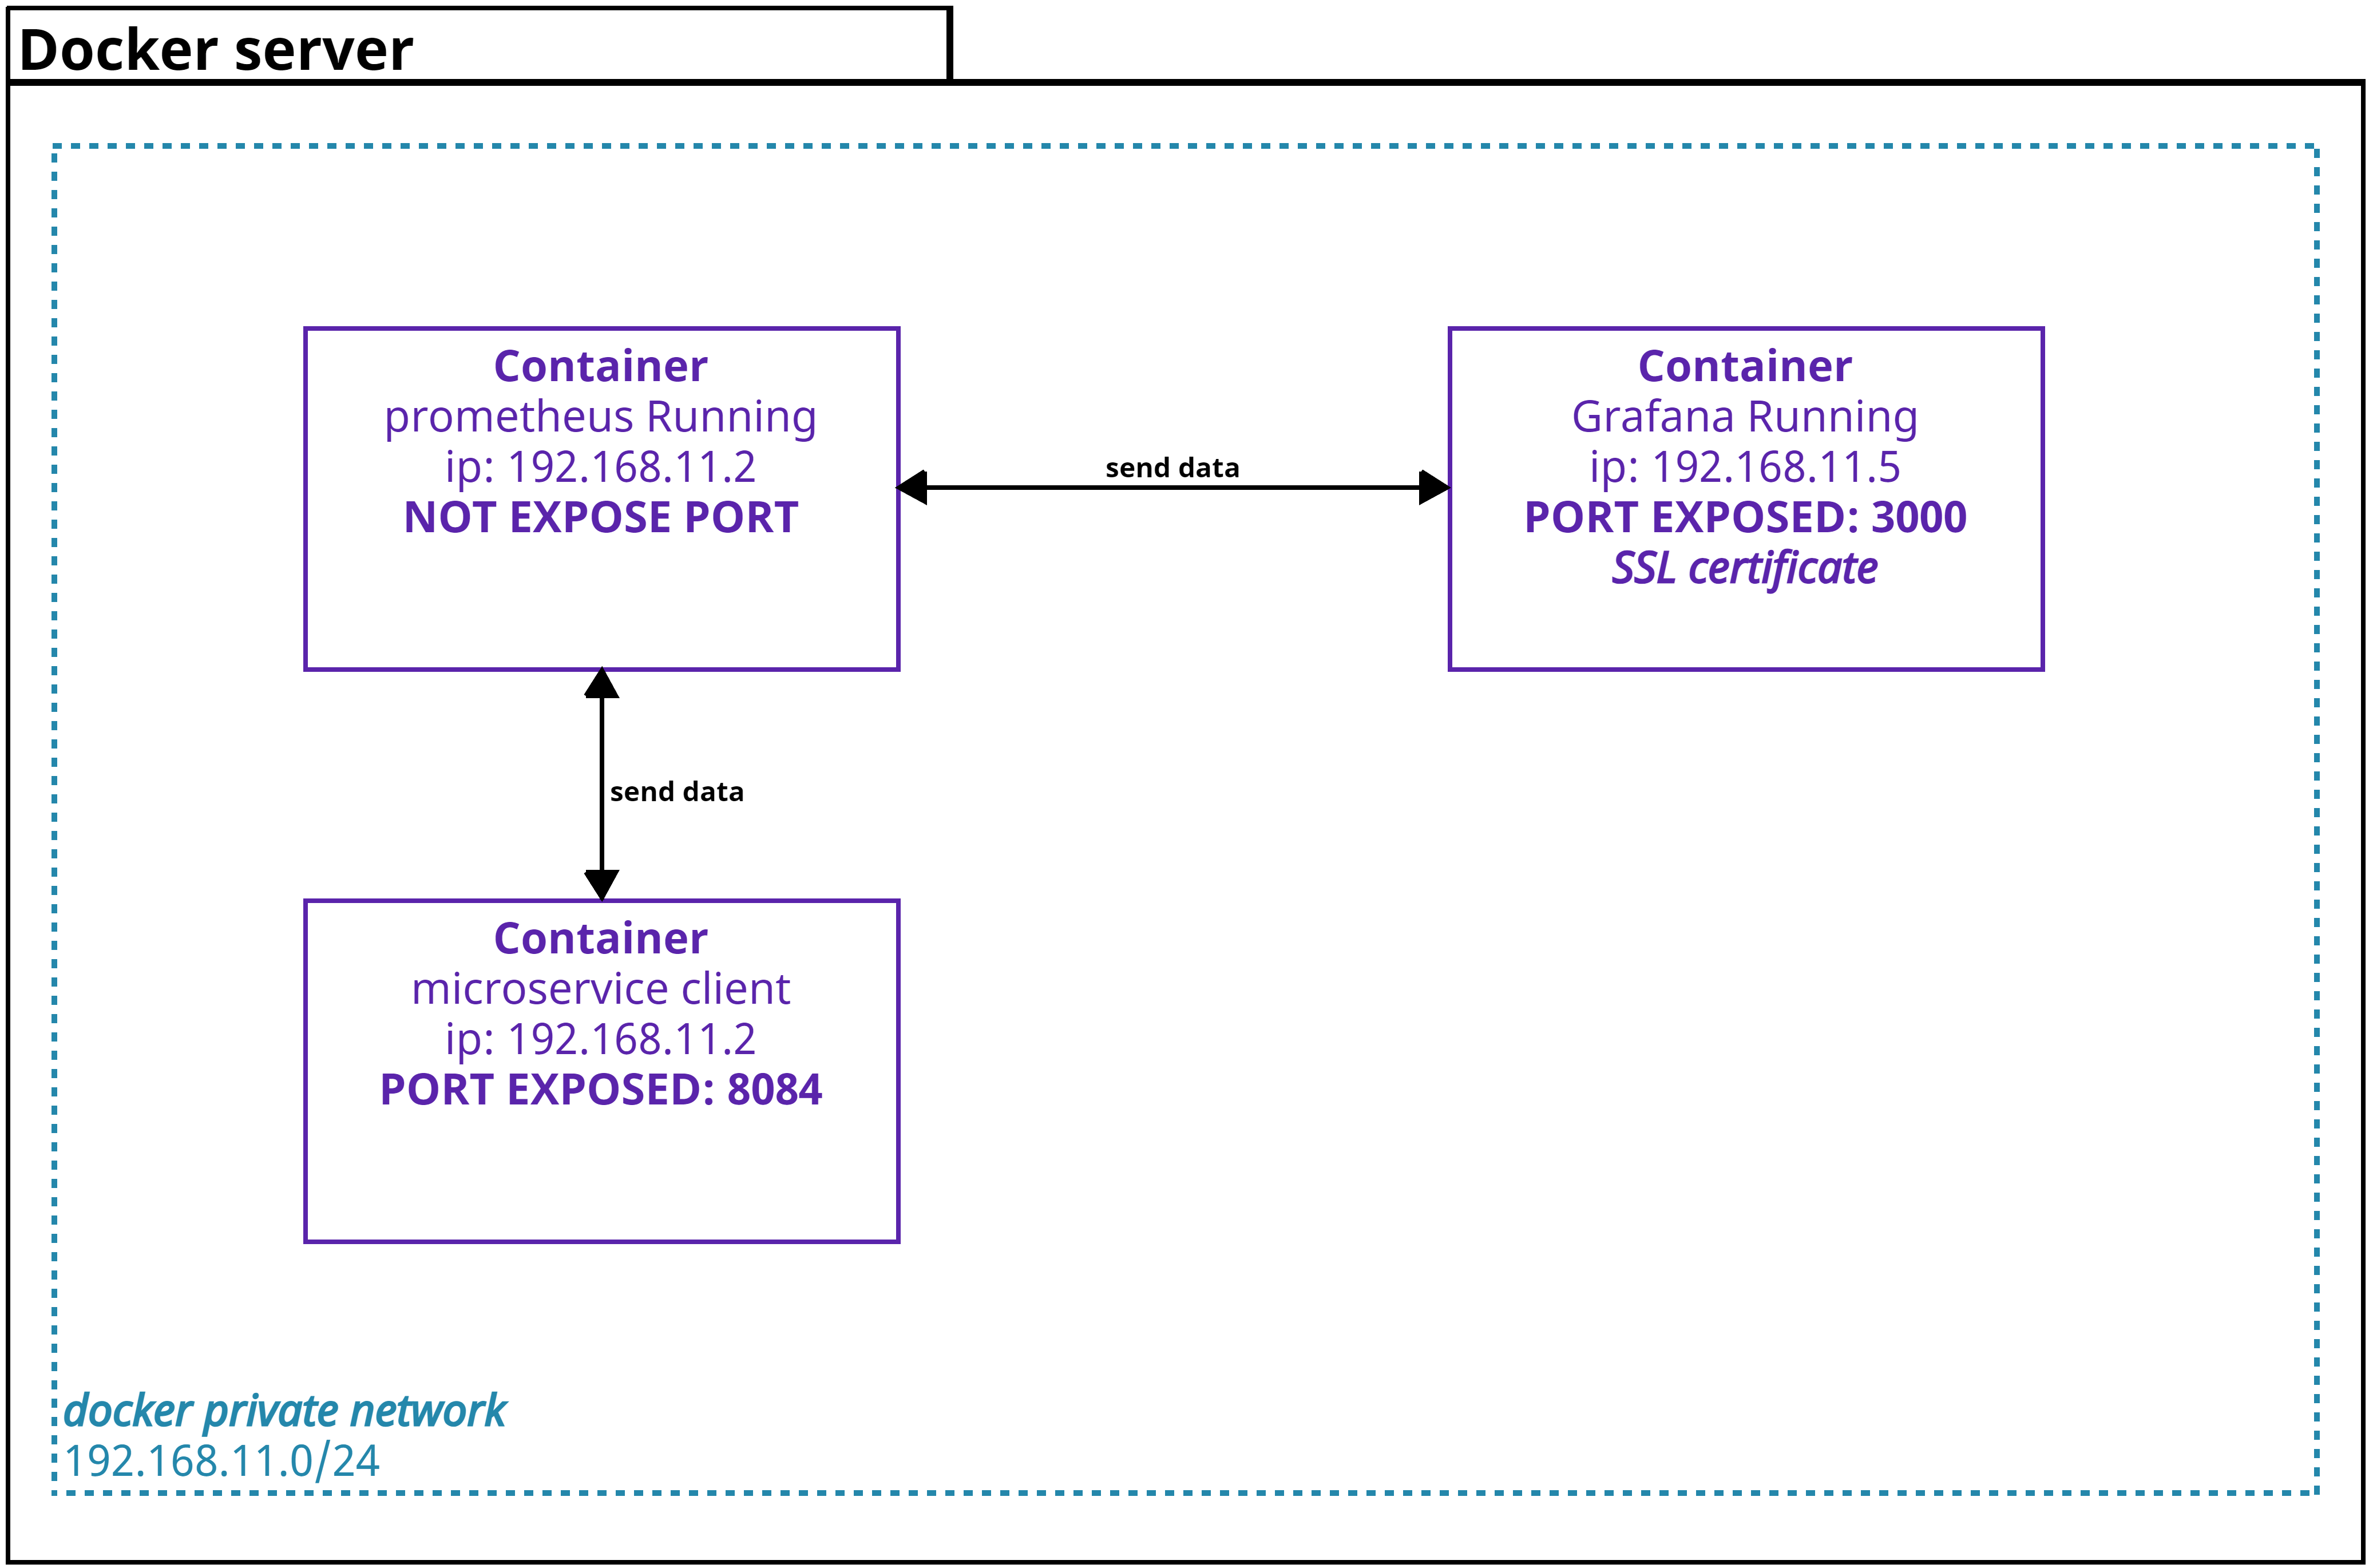 Docker server
Container
prometheus Running
ip: 192.168.11.2
NOT EXPOSE PORT
send data
Container
Grafana Running
ip: 192.168.11.5
PORT EXPOSED: 3000
SSL certificate
send data
Container
microservice client
ip: 192.168.11.2
PORT EXPOSED: 8084
docker private network
192.168.11.0/24